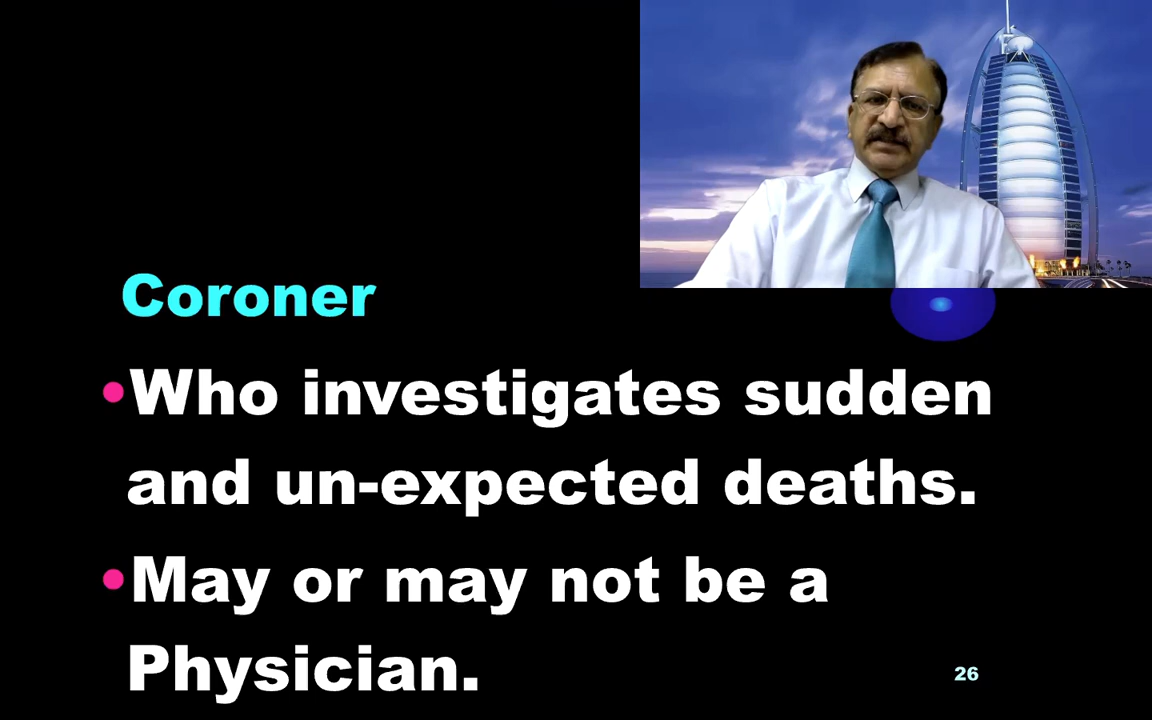 Coroner
•Who investigates sudden
and un-expected deaths.
•May or may not be a
Physician.
26